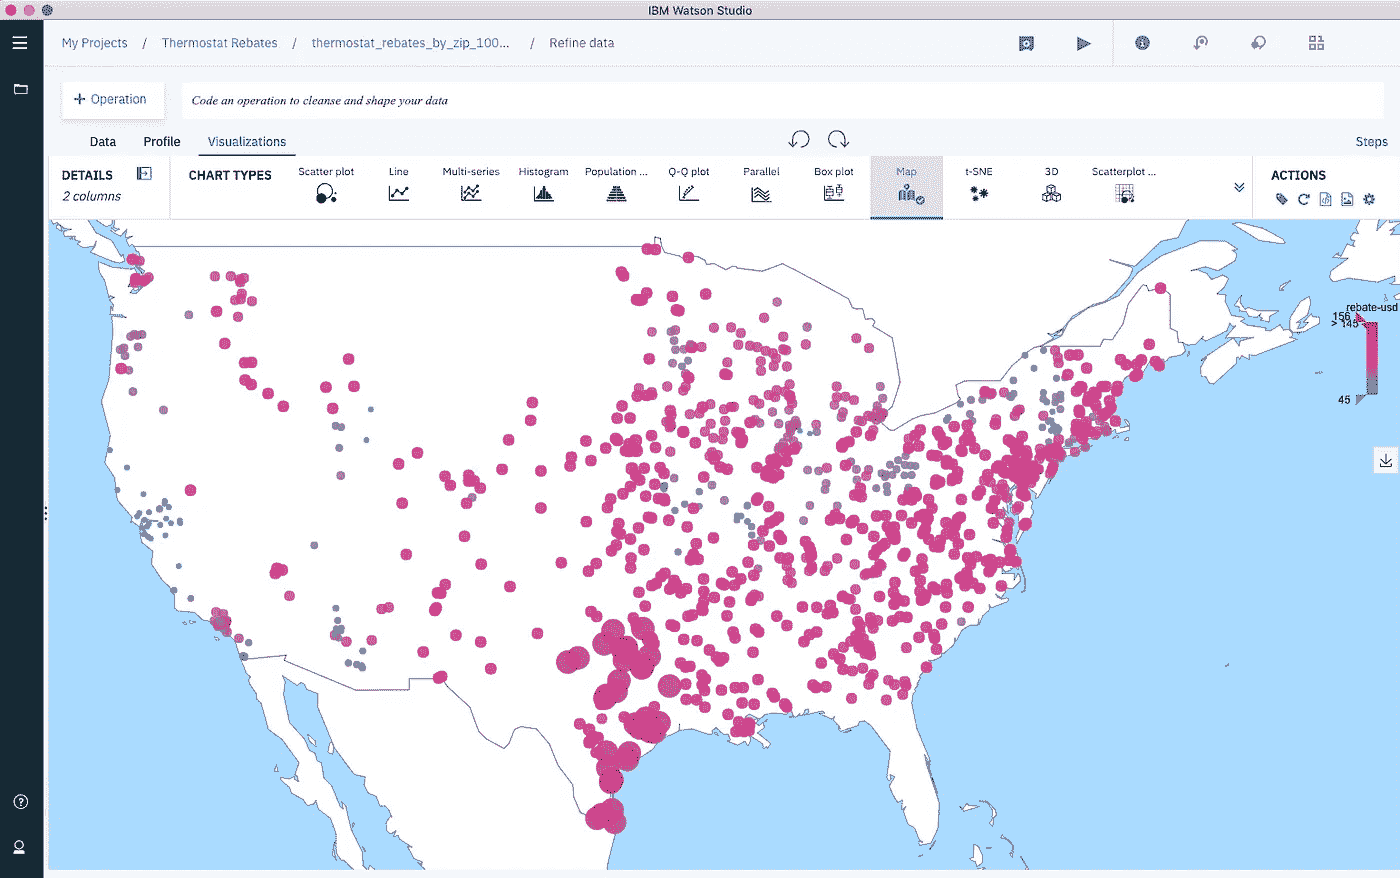 IBM Watson Studio
My Projects / Thermostat Rebates / thermostat_rebates_by_zip_100... / Refine data
+ Operation
Code an operation to cleanse and shape your data
Data Profile Visualizations
Steps
DETAILS
2 columns
CHART TYPES
Scatter plot Line Multi-series Histogram Population ... Q-Q plot Parallel Box plot Map t-SNE 3D Scatterplot ...
ACTIONS
rebate-usd
156
> 145
45